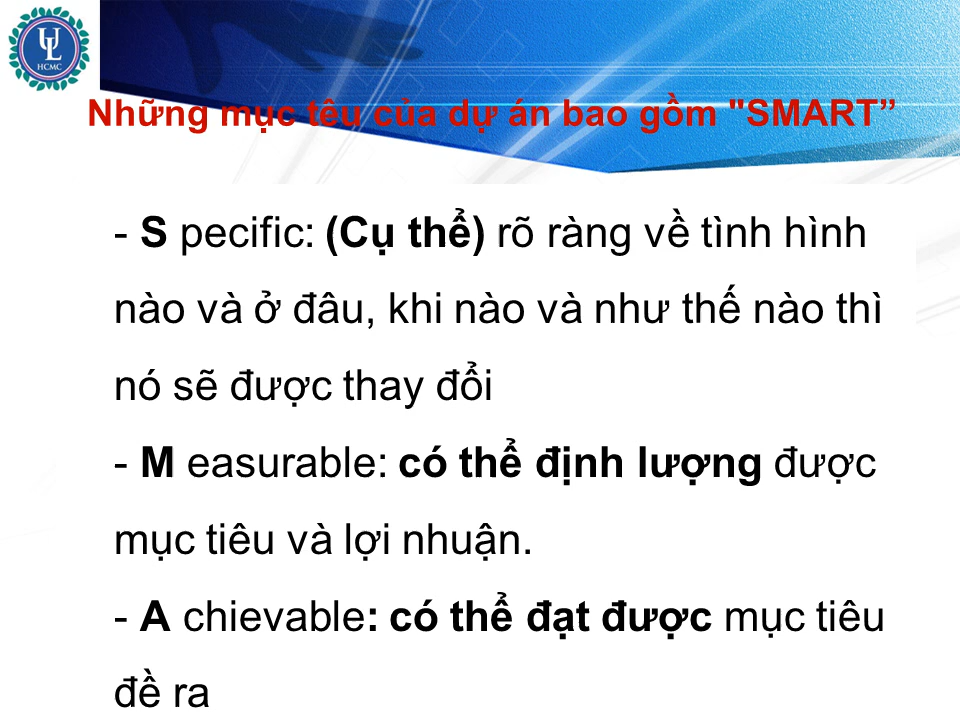 UL
HCMC
Những mục têu của dự án bao gồm "SMART”
- S pecific: (Cụ thể) rõ ràng về tình hình
nào và ở đâu, khi nào và như thế nào thì
nó sẽ được thay đổi
- M easurable: có thể định lượng được
mục tiêu và lợi nhuận.
- A chievable: có thể đạt được mục tiêu
đề ra